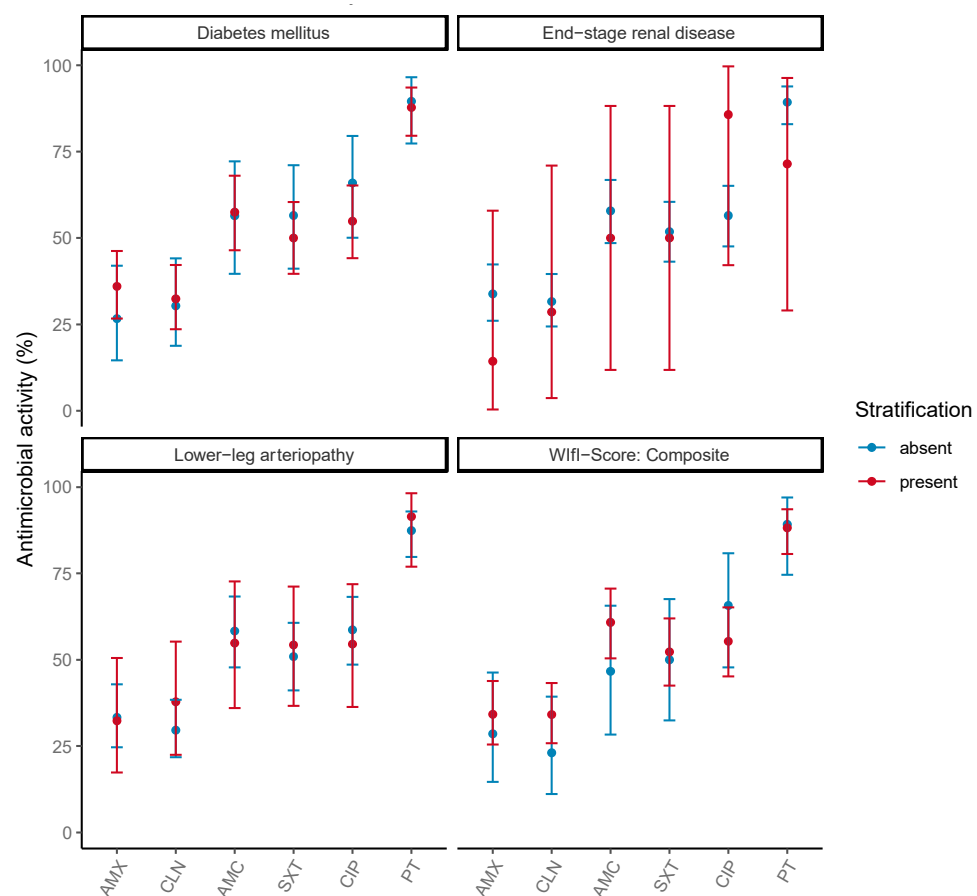 Diabetes mellitus
End−stage renal disease
100
75
50
25
0
Lower−leg arteriopathy
WIfI−Score: Composite
100
75
50
25
0
Antimicrobial activity (%)
AMX
CLN
AMC
SXT
CIP
PT
AMX
CLN
AMC
SXT
CIP
PT
Stratification
absent
present